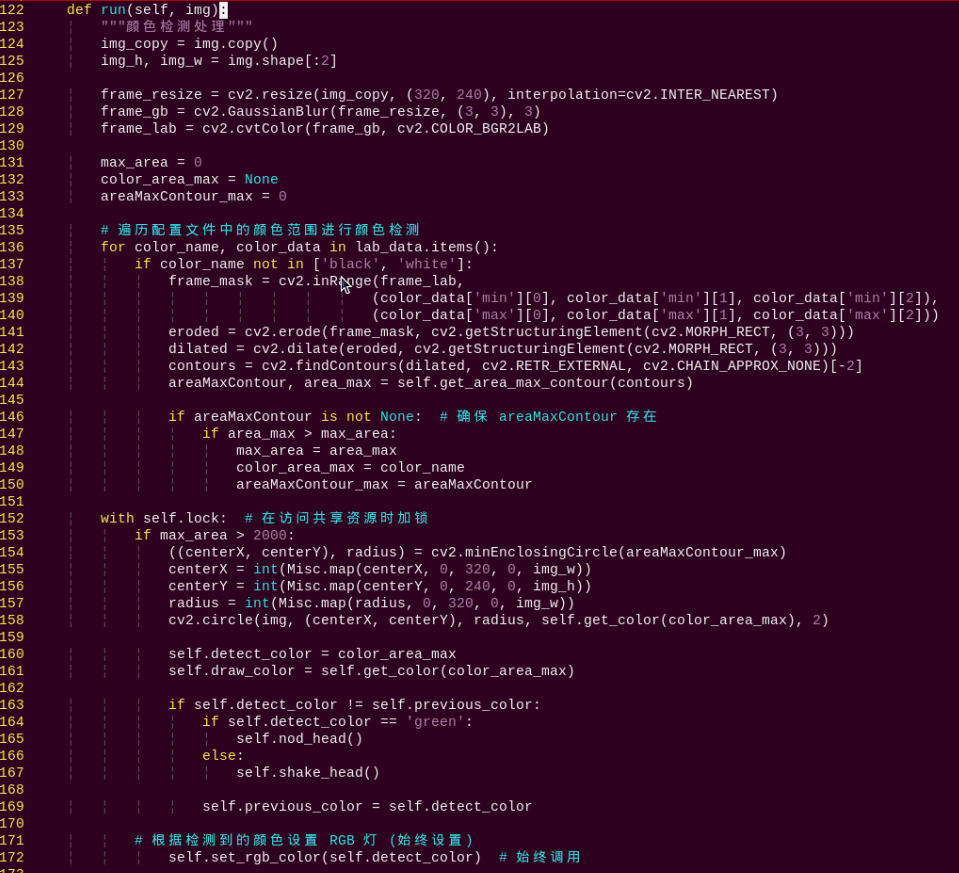 122     def run(self, img):
123         """颜色检测处理"""
124         img_copy = img.copy()
125         img_h, img_w = img.shape[:2]
126
127         frame_resize = cv2.resize(img_copy, (320, 240), interpolation=cv2.INTER_NEAREST)
128         frame_gb = cv2.GaussianBlur(frame_resize, (3, 3), 3)
129         frame_lab = cv2.cvtColor(frame_gb, cv2.COLOR_BGR2LAB)
130
131         max_area = 0
132         color_area_max = None
133         areaMaxContour_max = 0
134
135         # 遍历配置文件中的颜色范围进行颜色检测
136         for color_name, color_data in lab_data.items():
137             if color_name not in ['black', 'white']:
138                 frame_mask = cv2.inRange(frame_lab,
139                                         (color_data['min'][0], color_data['min'][1], color_data['min'][2]),
140                                         (color_data['max'][0], color_data['max'][1], color_data['max'][2]))
141                 eroded = cv2.erode(frame_mask, cv2.getStructuringElement(cv2.MORPH_RECT, (3, 3)))
142                 dilated = cv2.dilate(eroded, cv2.getStructuringElement(cv2.MORPH_RECT, (3, 3)))
143                 contours = cv2.findContours(dilated, cv2.RETR_EXTERNAL, cv2.CHAIN_APPROX_NONE)[-2]
144                 areaMaxContour, area_max = self.get_area_max_contour(contours)
145
146                 if areaMaxContour is not None:  # 确保 areaMaxContour 存在
147                     if area_max > max_area:
148                         max_area = area_max
149                         color_area_max = color_name
150                         areaMaxContour_max = areaMaxContour
151
152         with self.lock:  # 在访问共享资源时加锁
153             if max_area > 2000:
154                 ((centerX, centerY), radius) = cv2.minEnclosingCircle(areaMaxContour_max)
155                 centerX = int(Misc.map(centerX, 0, 320, 0, img_w))
156                 centerY = int(Misc.map(centerY, 0, 240, 0, img_h))
157                 radius = int(Misc.map(radius, 0, 320, 0, img_w))
158                 cv2.circle(img, (centerX, centerY), radius, self.get_color(color_area_max), 2)
159
160                 self.detect_color = color_area_max
161                 self.draw_color = self.get_color(color_area_max)
162
163                 if self.detect_color != self.previous_color:
164                     if self.detect_color == 'green':
165                         self.nod_head()
166                     else:
167                         self.shake_head()
168
169                     self.previous_color = self.detect_color
170
171             # 根据检测到的颜色设置 RGB 灯 (始终设置)
172                 self.set_rgb_color(self.detect_color)  # 始终调用